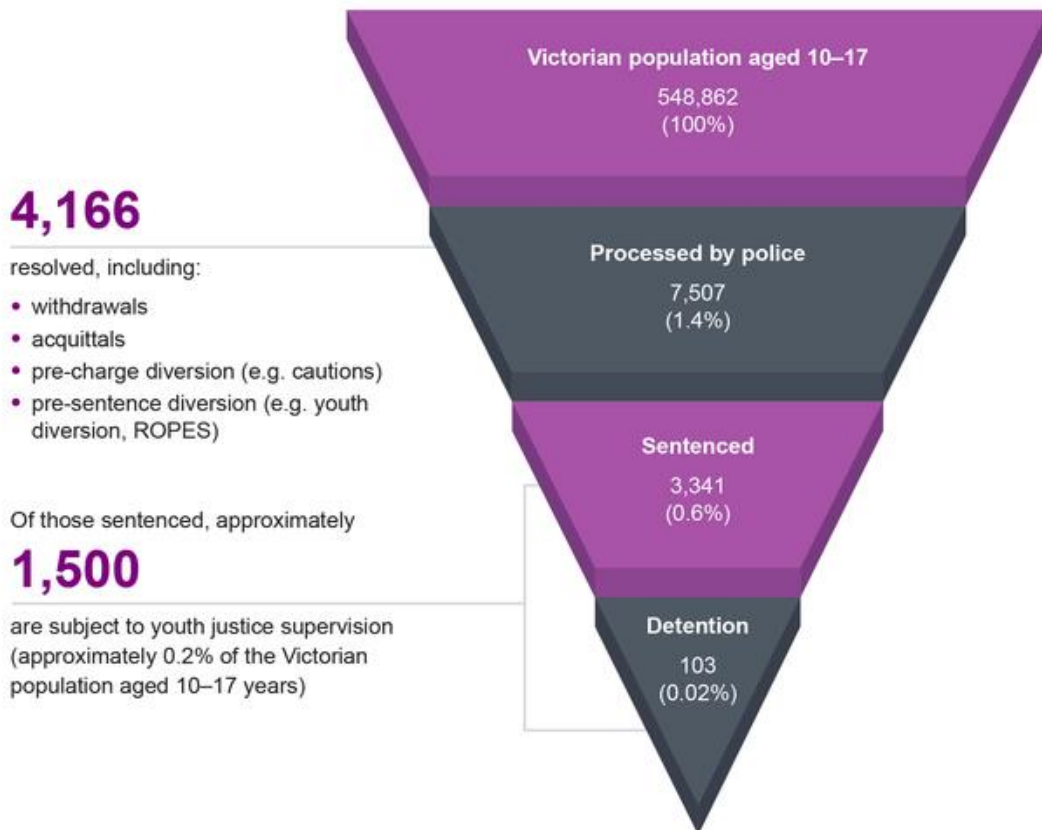 Victorian population aged 10–17
548,862
(100%)
4,166
resolved, including:
• withdrawals
• acquittals
• pre-charge diversion (e.g. cautions)
• pre-sentence diversion (e.g. youth
diversion, ROPES)
Processed by police
7,507
(1.4%)
Sentenced
3,341
(0.6%)
Of those sentenced, approximately
1,500
are subject to youth justice supervision
(approximately 0.2% of the Victorian
population aged 10–17 years)
Detention
103
(0.02%)